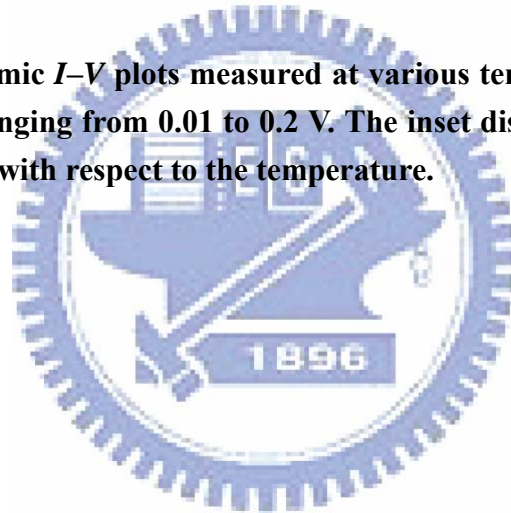 mic I–V plots measured at various ten
nging from 0.01 to 0.2 V. The inset dis
with respect to the temperature.
1896